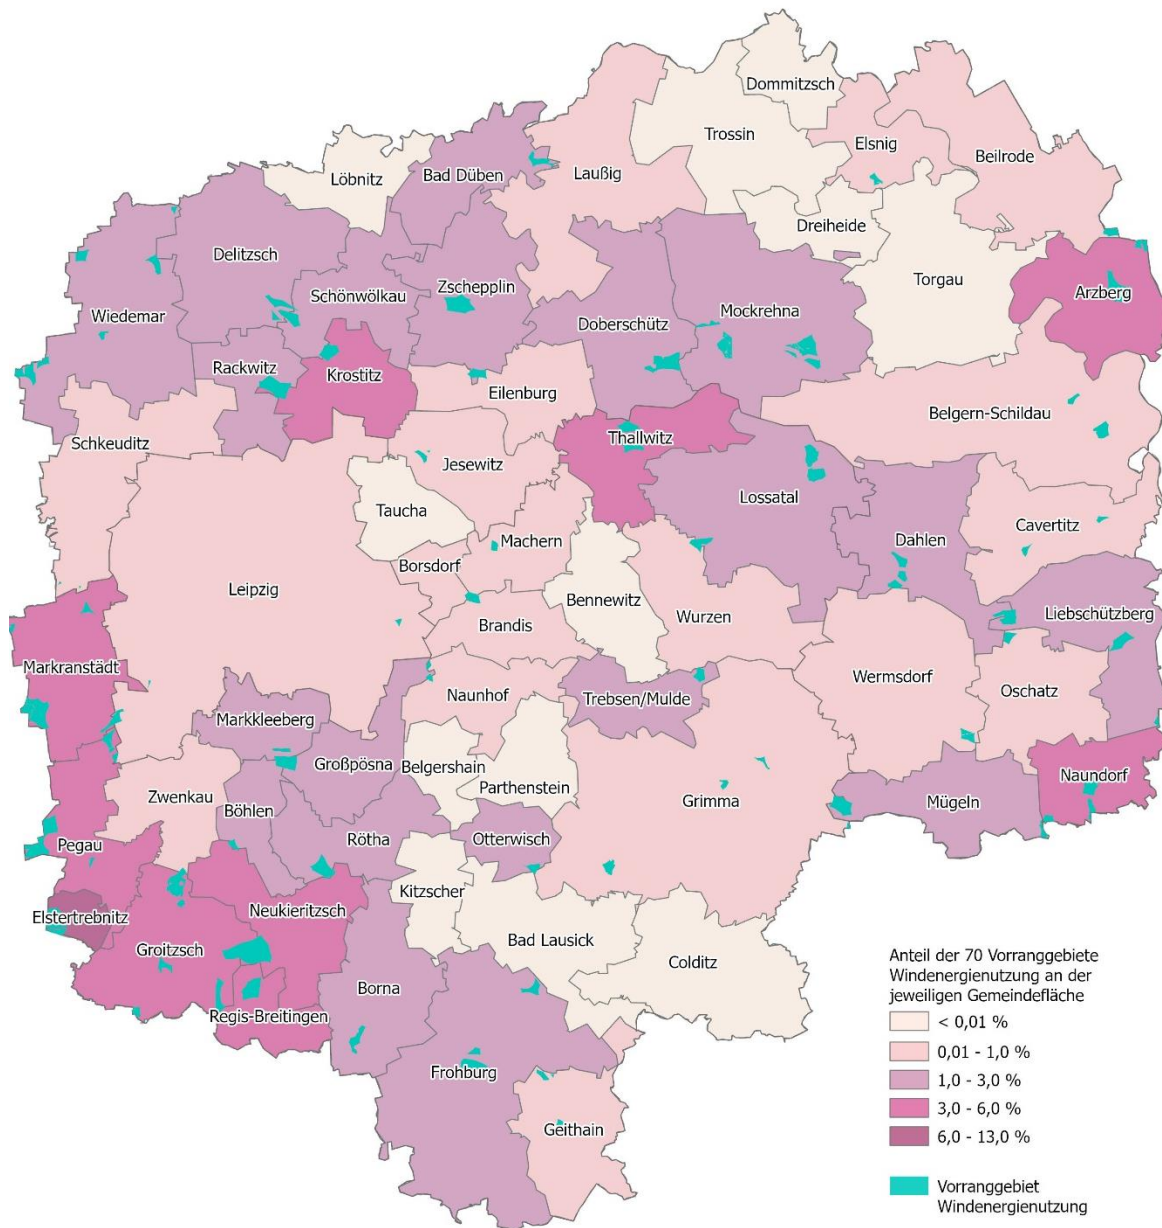 Dommitzsch
Trossin
Elsnig
Beilrode
Laußig
Bad Düben
Löbnitz
Dreiheide
Delitzsch
Torgau
Zschepplin
Schönwölkau
Arzberg
Wiedemar
Mockrehna
Doberschütz
Rackwitz
Krostitz
Eilenburg
Belgern-Schildau
Schkeuditz
Thallwitz
Jesewitz
Lossatal
Taucha
Cavertitz
Machern
Dahlen
Borsdorf
Leipzig
Bennewitz
Liebschützberg
Wurzen
Brandis
Markranstädt
Wermsdorf
Oschatz
Naunhof
Trebsen/Mulde
Markkleeberg
Großpösna
Belgershain
Naundorf
Parthenstein
Zwenkau
Grimma
Mügeln
Böhlen
Rötha
Otterwisch
Pegau
Kitzscher
Neukieritzsch
Elstertrebnitz
Bad Lausick
Groitzsch
Colditz
Borna
Regis-Breitingen
Frohburg
Geithain
Anteil der 70 Vorranggebiete
Windenergienutzung an der
jeweiligen Gemeindefläche
< 0,01 %
0,01 - 1,0 %
1,0 - 3,0 %
3,0 - 6,0 %
6,0 - 13,0 %
Vorranggebiet
Windenergienutzung